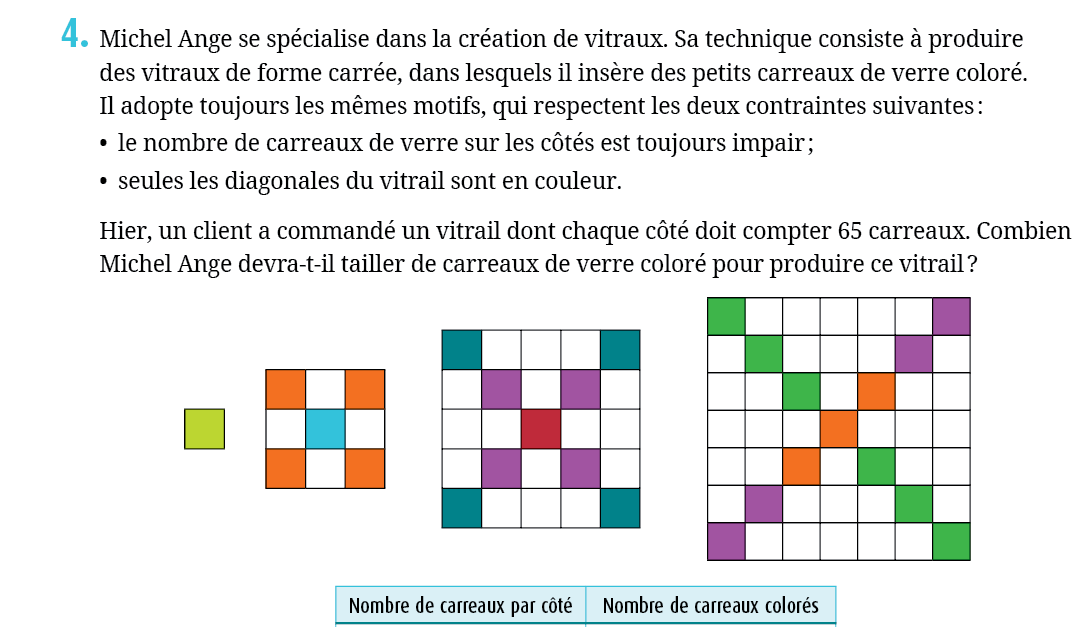 4. Michel Ange se spécialise dans la création de vitraux. Sa technique consiste à produire
des vitraux de forme carrée, dans lesquels il insère des petits carreaux de verre coloré.
Il adopte toujours les mêmes motifs, qui respectent les deux contraintes suivantes :
• le nombre de carreaux de verre sur les côtés est toujours impair ;
• seules les diagonales du vitrail sont en couleur.
Hier, un client a commandé un vitrail dont chaque côté doit compter 65 carreaux. Combien
Michel Ange devra-t-il tailler de carreaux de verre coloré pour produire ce vitrail ?
Nombre de carreaux par côté Nombre de carreaux colorés